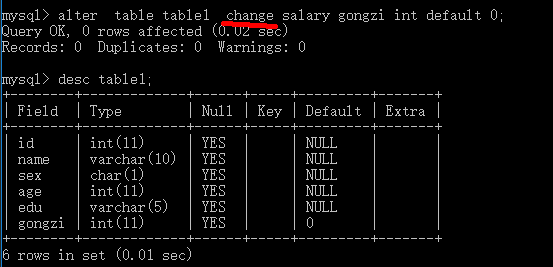 mysql> alter  table table1  change salary gongzi int default 0;
Query OK, 0 rows affected (0.02 sec)
Records: 0  Duplicates: 0  Warnings: 0
mysql> desc table1;
+--------+------------+------+-----+---------+-------+
| Field  | Type       | Null | Key | Default | Extra |
+--------+------------+------+-----+---------+-------+
| id     | int(11)    | YES  |     | NULL    |       |
| name   | varchar(10) | YES  |     | NULL    |       |
| sex    | char(1)    | YES  |     | NULL    |       |
| age    | int(11)    | YES  |     | NULL    |       |
| edu    | varchar(5) | YES  |     | NULL    |       |
| gongzi | int(11)    | YES  |     | 0       |       |
+--------+------------+------+-----+---------+-------+
6 rows in set (0.01 sec)